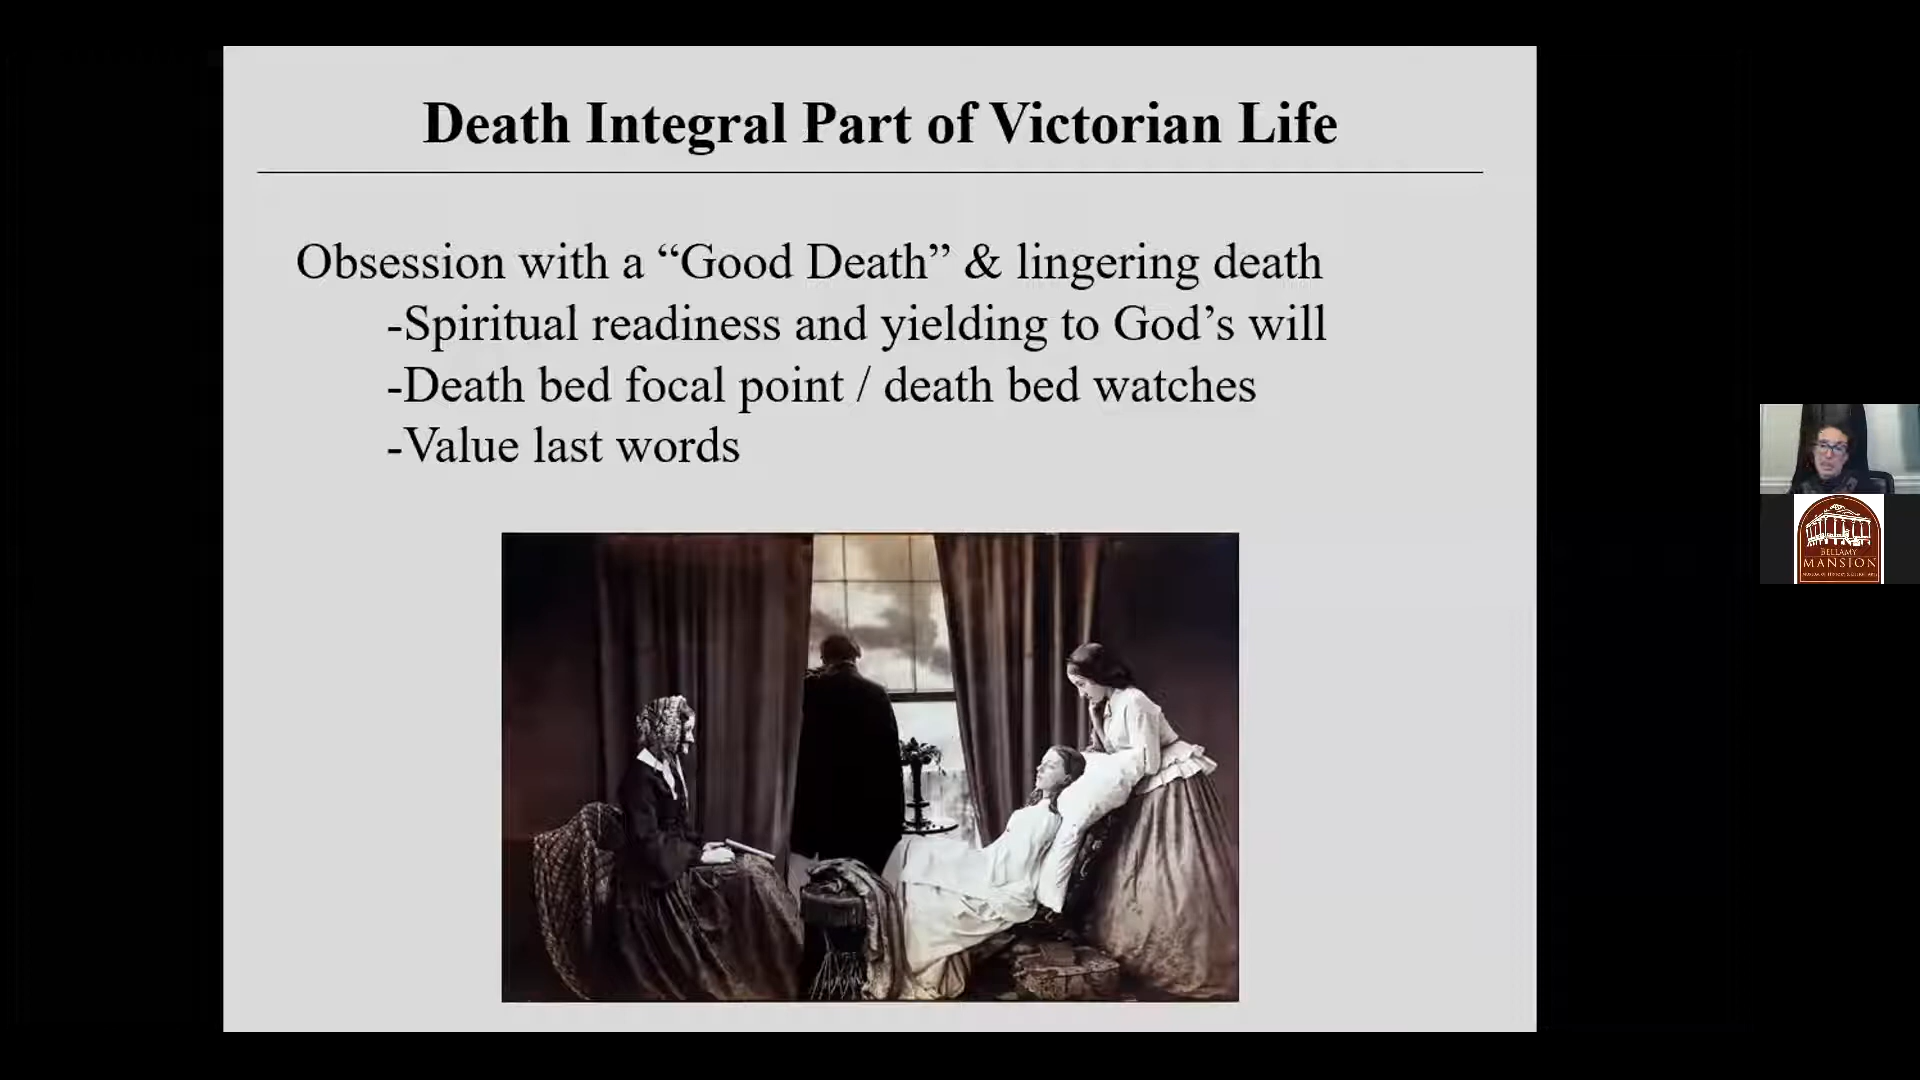 Death Integral Part of Victorian Life
Obsession with a “Good Death” & lingering death
-Spiritual readiness and yielding to God’s will
-Death bed focal point / death bed watches
-Value last words
BELLAMY
MANSION